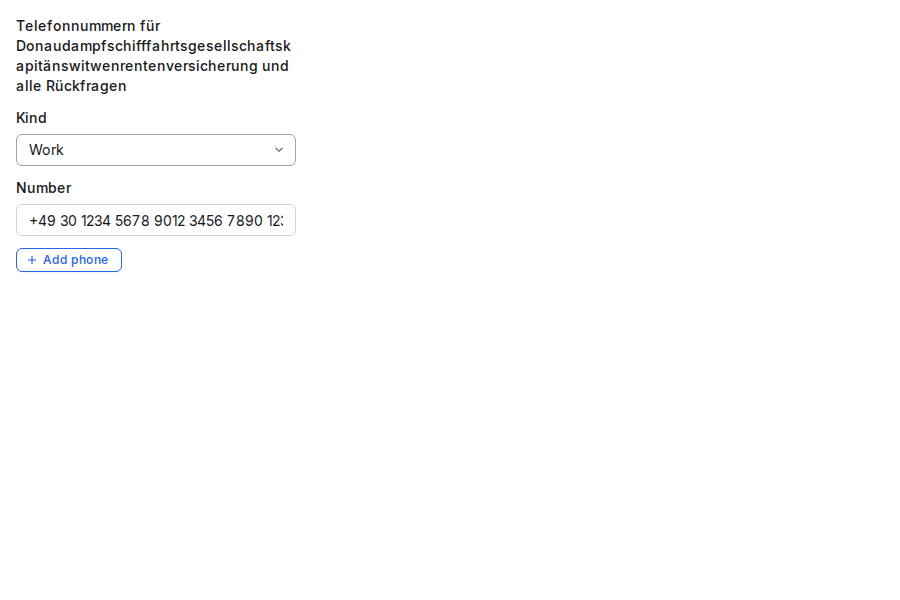 Telefonnummern für
Donaudampfschifffahrtsgesellschaftsk
apitänswitwenrentenversicherung und
alle Rückfragen
Kind
Work
Number
+49 30 1234 5678 9012 3456 7890 12
+ Add phone